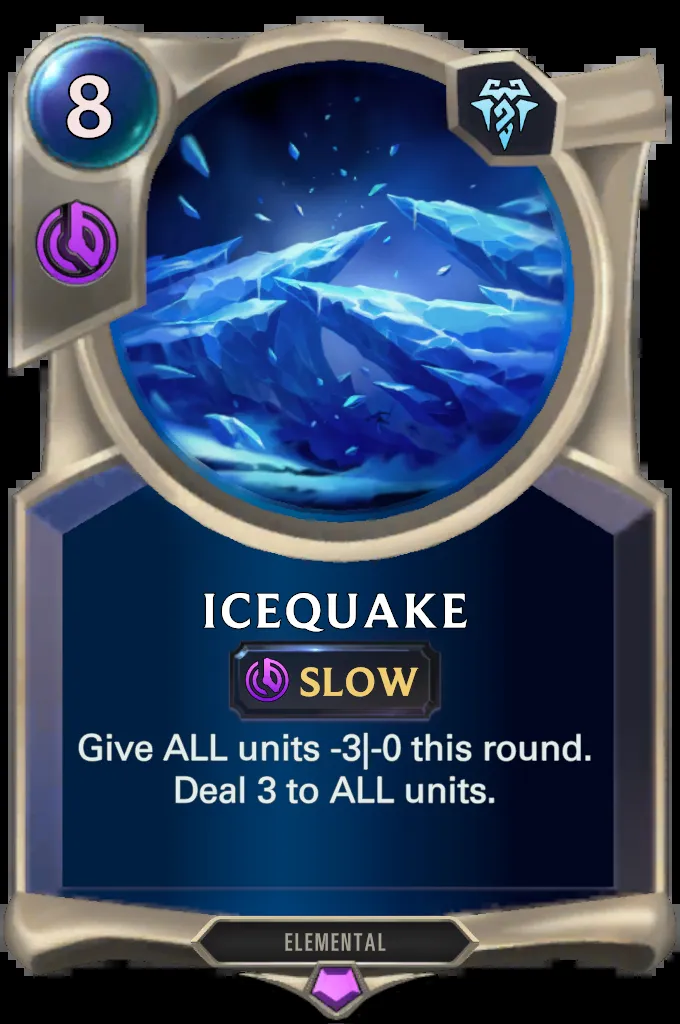 8
ICEQUAKE
SLOW
Give ALL units -3|-0 this round.
Deal 3 to ALL units.
ELEMENTAL